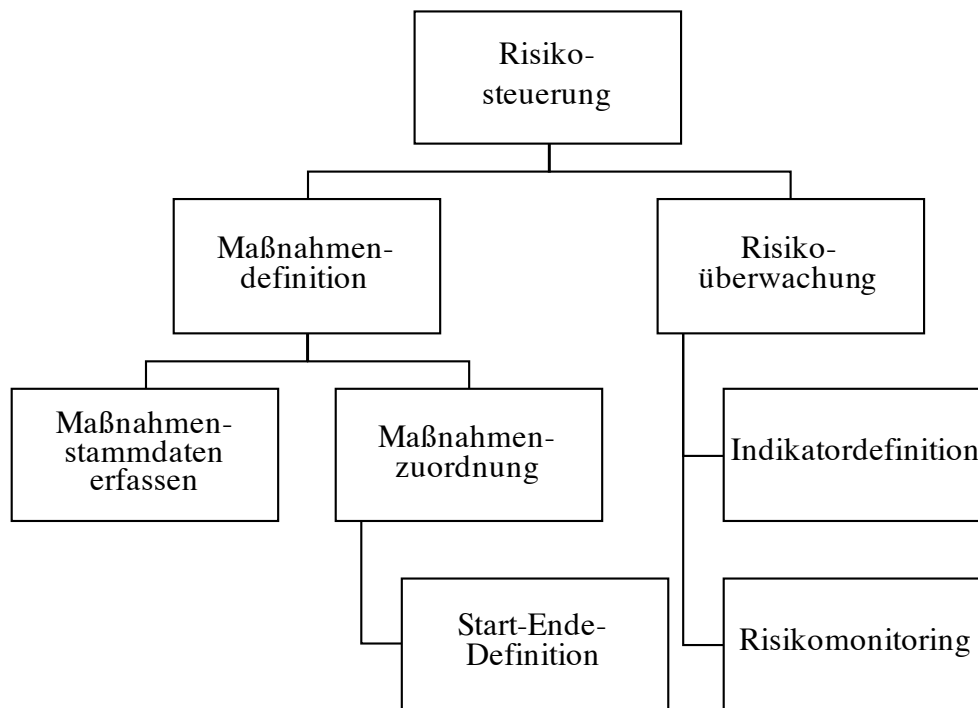 Risiko-
steuerung
Maßnahmen-
definition
Risiko-
überwachung
Maßnahmen-
stammdaten
erfassen
Maßnahmen-
zuordnung
Indikatordefinition
Start-Ende-
Definition
Risikomonitoring